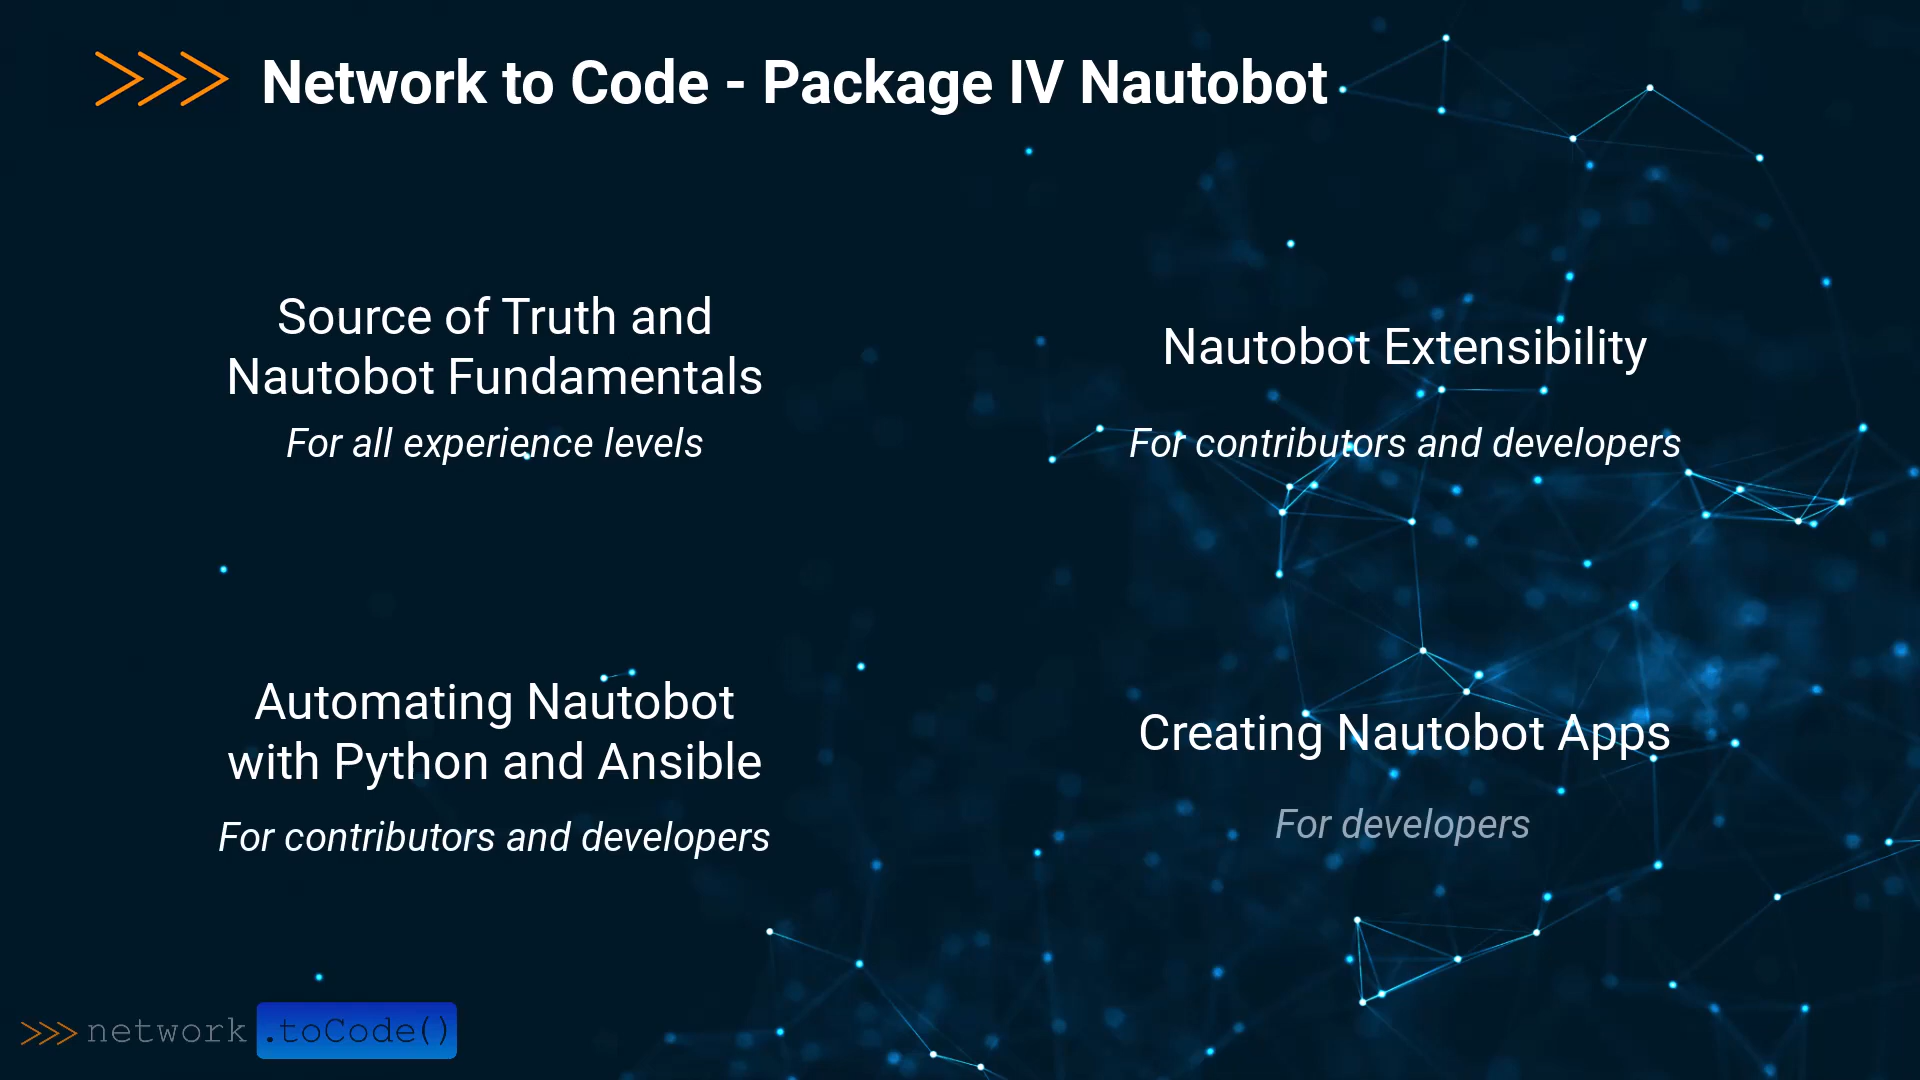 Network to Code - Package IV Nautobot
Source of Truth and
Nautobot Fundamentals
For all experience levels
Nautobot Extensibility
For contributors and developers
Automating Nautobot
with Python and Ansible
For contributors and developers
Creating Nautobot Apps
For developers
network .toCode()